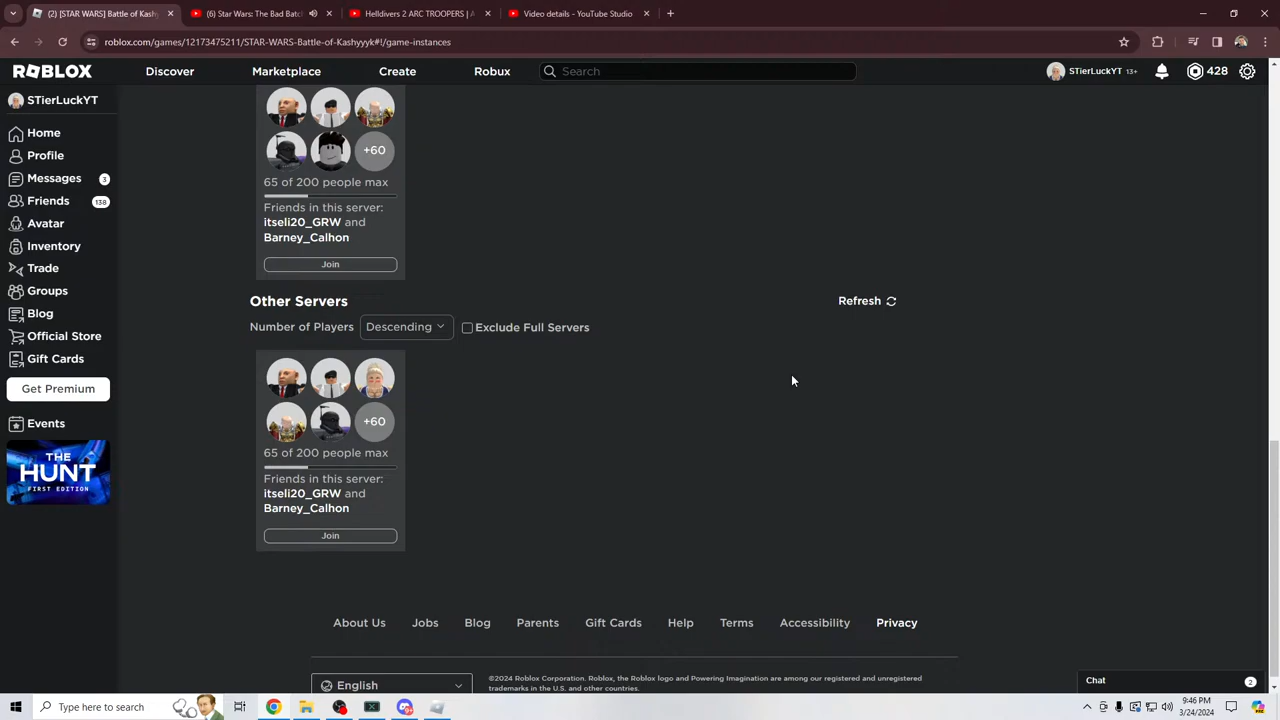 (2) [STAR WARS] Battle of Kashy
(6) Star Wars: The Bad Batch
Helldivers 2 ARC TROOPERS | A
Video details - YouTube Studio
roblox.com/games/12173475211/STAR-WARS-Battle-of-Kashyyyk#!/game-instances
ROBLOX
Discover
Marketplace
Create
Robux
Search
STierLuckYT 13+
428
STierLuckYT
Home
Profile
Messages 3
Friends 138
Avatar
Inventory
Trade
Groups
Blog
Official Store
Gift Cards
Get Premium
Events
THE
HUNT
FIRST EDITION
+60
65 of 200 people max
Friends in this server:
itseli20_GRW and
Barney_Calhon
Join
Other Servers
Refresh
Number of Players
Descending
Exclude Full Servers
+60
65 of 200 people max
Friends in this server:
itseli20_GRW and
Barney_Calhon
Join
About Us
Jobs
Blog
Parents
Gift Cards
Help
Terms
Accessibility
Privacy
English
©2024 Roblox Corporation. Roblox, the Roblox logo and Powering Imagination are among our registered and unregistered
trademarks in the U.S. and other countries.
Chat
2
Type here to search
9:46 PM
3/24/2024